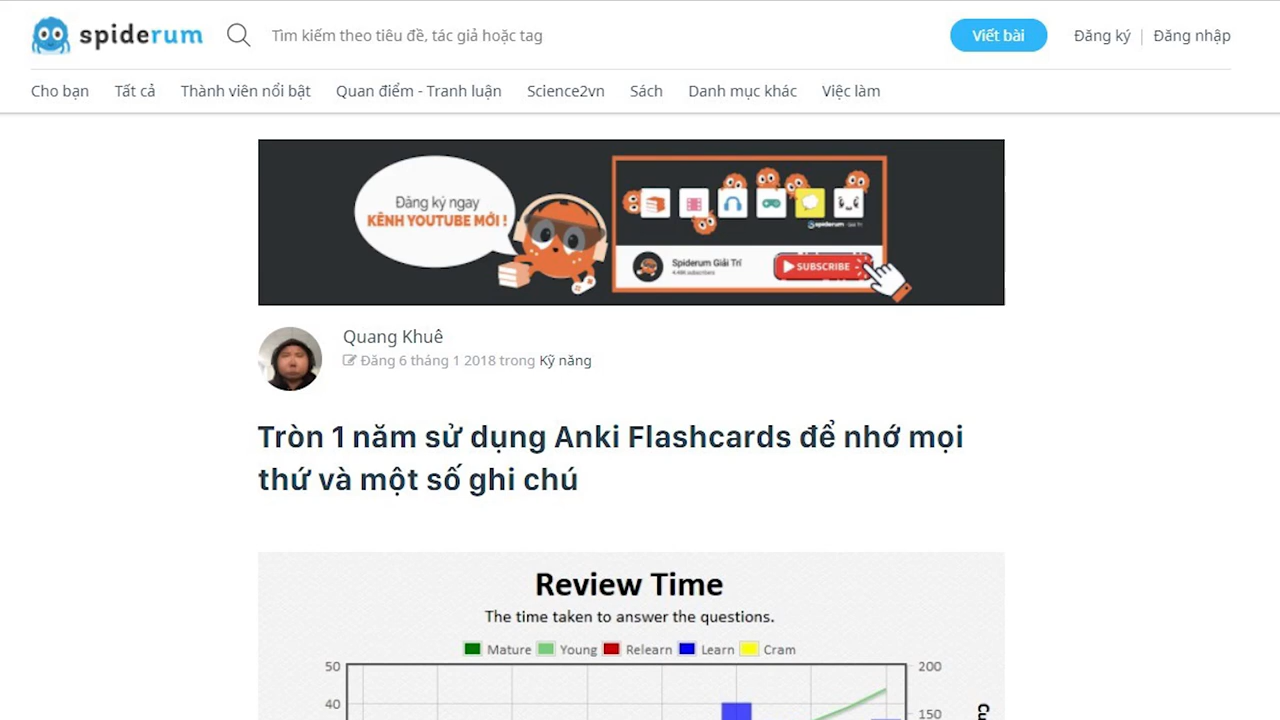 spiderum
Tìm kiếm theo tiêu đề, tác giả hoặc tag
Viết bài
Đăng ký | Đăng nhập
Cho bạn Tất cả Thành viên nổi bật Quan điểm - Tranh luận Science2vn Sách Danh mục khác Việc làm
Đăng ký ngay
KÊNH YOUTUBE MỚI !
spiderum
Spiderum Giải Trí
SUBSCRIBE
Quang Khuê
Đăng 6 tháng 1 2018 trong Kỹ năng
Tròn 1 năm sử dụng Anki Flashcards để nhớ mọi
thứ và một số ghi chú
Review Time
The time taken to answer the questions.
Mature Young Relearn Learn Cram
50 200
40 150
Cu